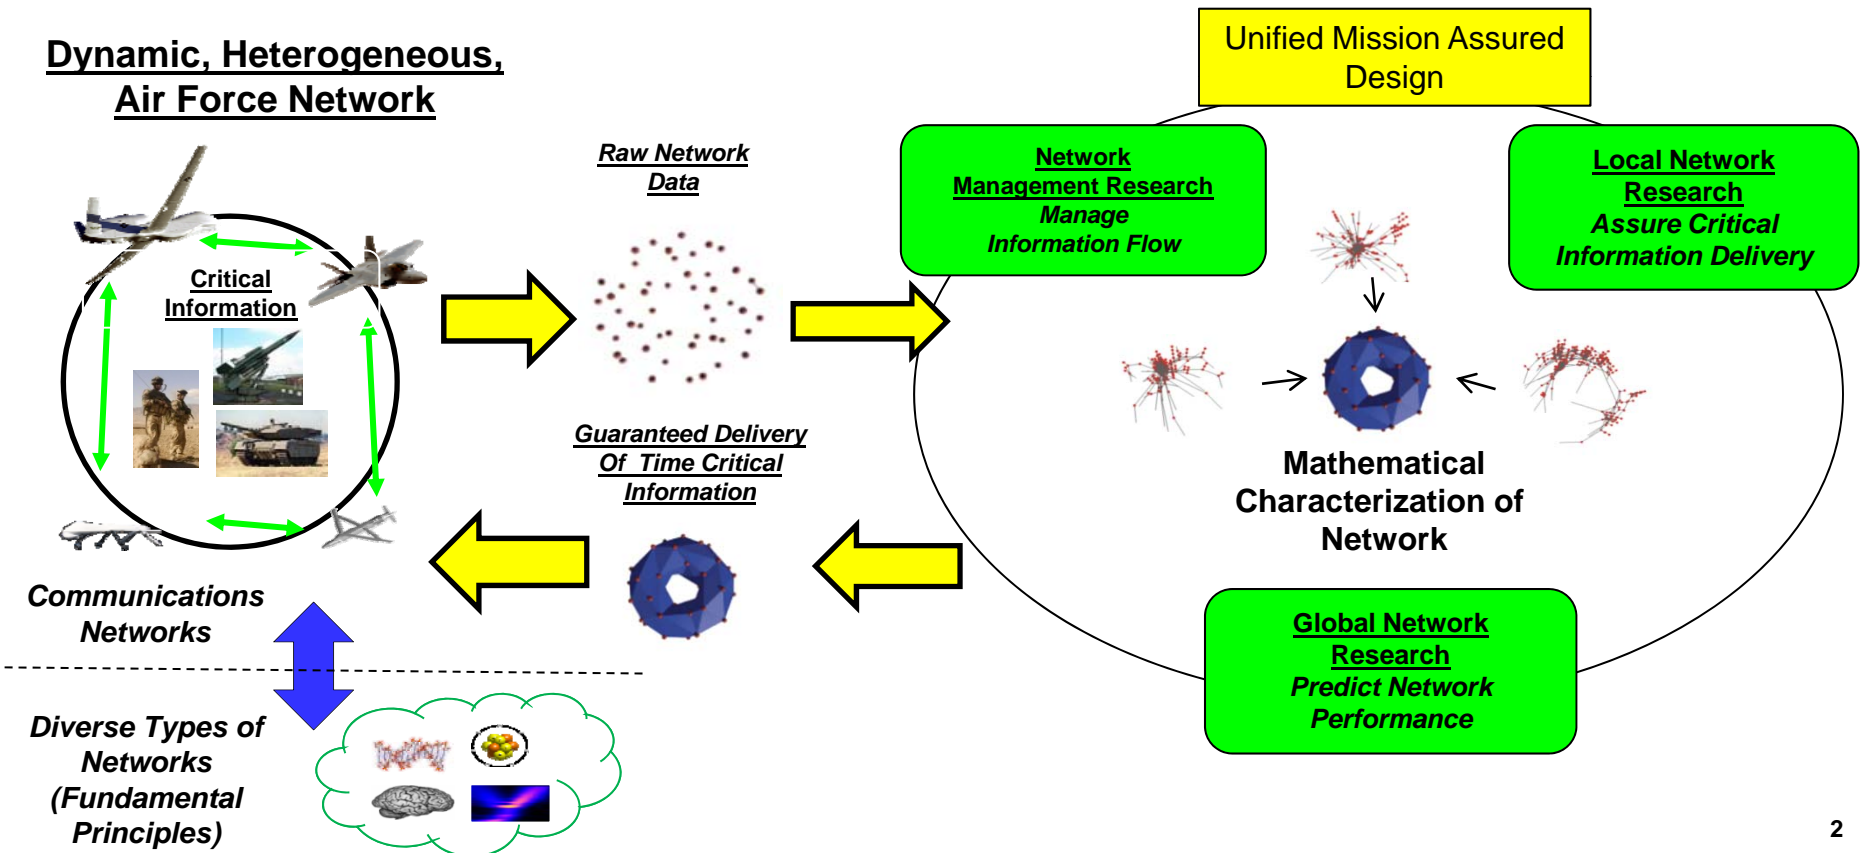 Dynamic, Heterogeneous,
Air Force Network
Critical
Information
Communications
Networks
Diverse Types of
Networks
(Fundamental
Principles)
Raw Network
Data
Guaranteed Delivery
Of Time Critical
Information
Unified Mission Assured
Design
Network
Management Research
Manage
Information Flow
Local Network
Research
Assure Critical
Information Delivery
Mathematical
Characterization of
Network
Global Network
Research
Predict Network
Performance
2